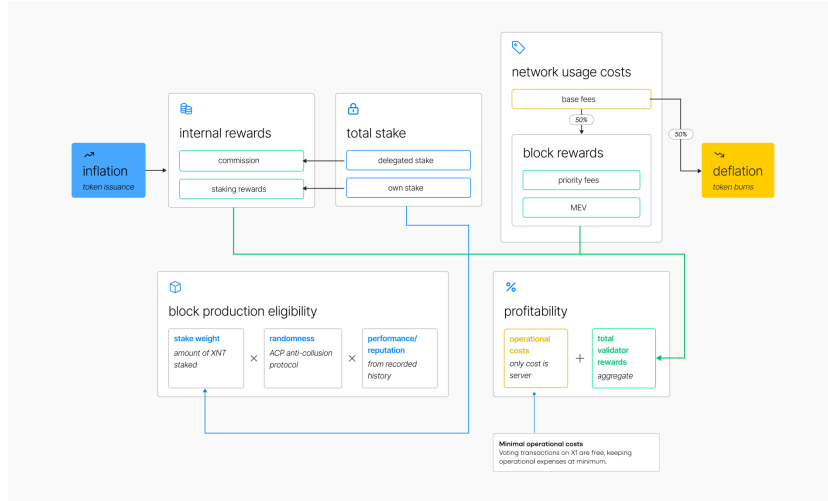 network usage costs
base fees
50%
50%
internal rewards
total stake
block rewards
inflation
token issuance
commission
delegated stake
staking rewards
own stake
priority fees
MEV
deflation
token burns
block production eligibility
stake weight
amount of XNT
staked
×
randomness
ACP anti-collusion
protocol
×
performance/
reputation
from recorded
history
profitability
operational
costs
only cost is
server
+
total
validator
rewards
aggregate
Minimal operational costs
Voting transactions on X1 are free, keeping
operational expenses at minimum.